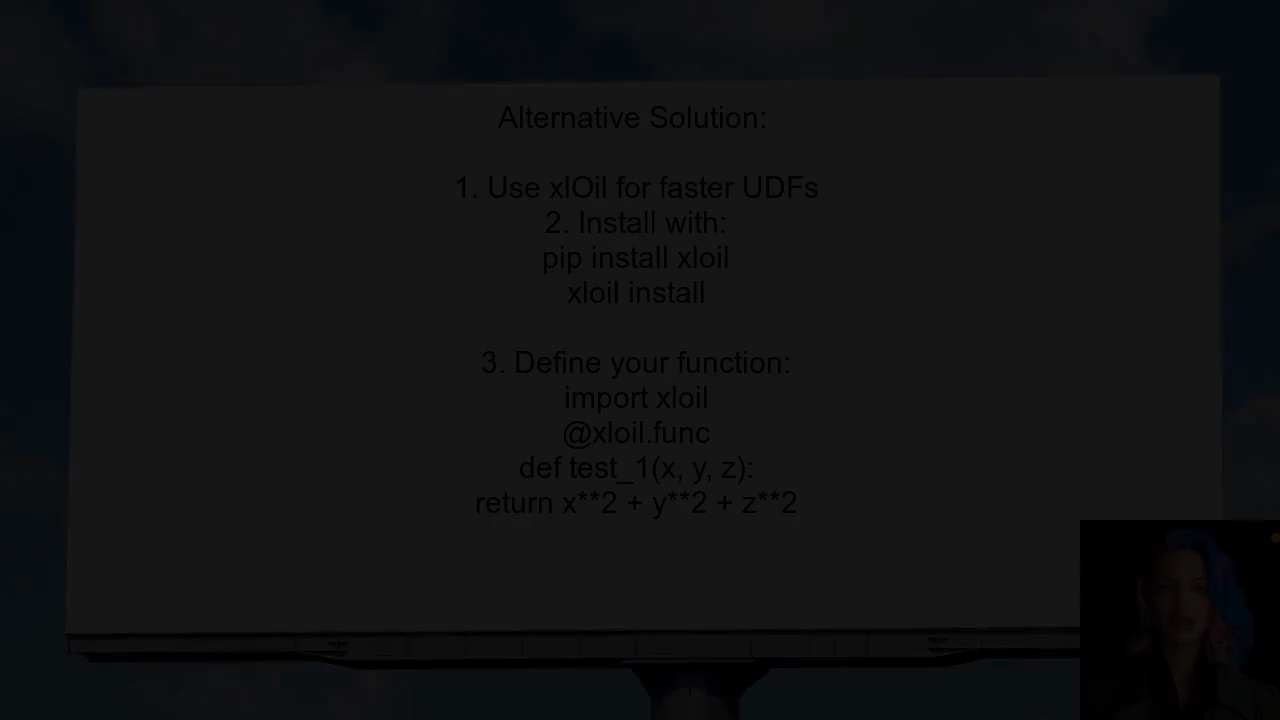 Alternative Solution:
1. Use xlOil for faster UDFs
2. Install with:
pip install xloil
xloil install
3. Define your function:
import xloil
@xloil.func
def test_1(x, y, z):
return x**2 + y**2 + z**2